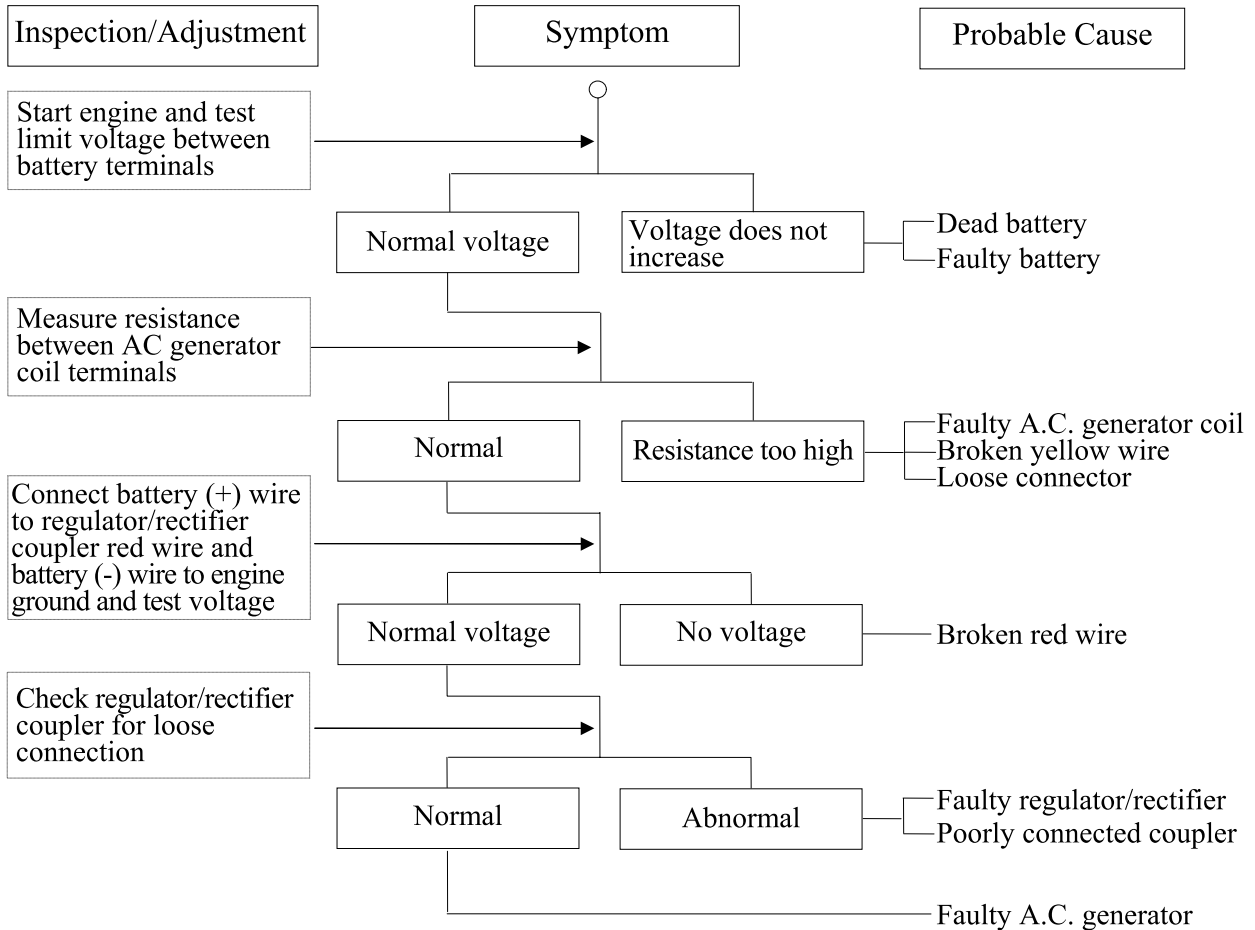 Inspection/Adjustment
Symptom
Probable Cause
Start engine and test
limit voltage between
battery terminals
Normal voltage
Voltage does not
increase
Dead battery
Faulty battery
Measure resistance
between AC generator
coil terminals
Normal
Resistance too high
Faulty A.C. generator coil
Broken yellow wire
Loose connector
Connect battery (+) wire
to regulator/rectifier
coupler red wire and
battery (-) wire to engine
ground and test voltage
Normal voltage
No voltage
Broken red wire
Check regulator/rectifier
coupler for loose
connection
Normal
Abnormal
Faulty regulator/rectifier
Poorly connected coupler
Faulty A.C. generator